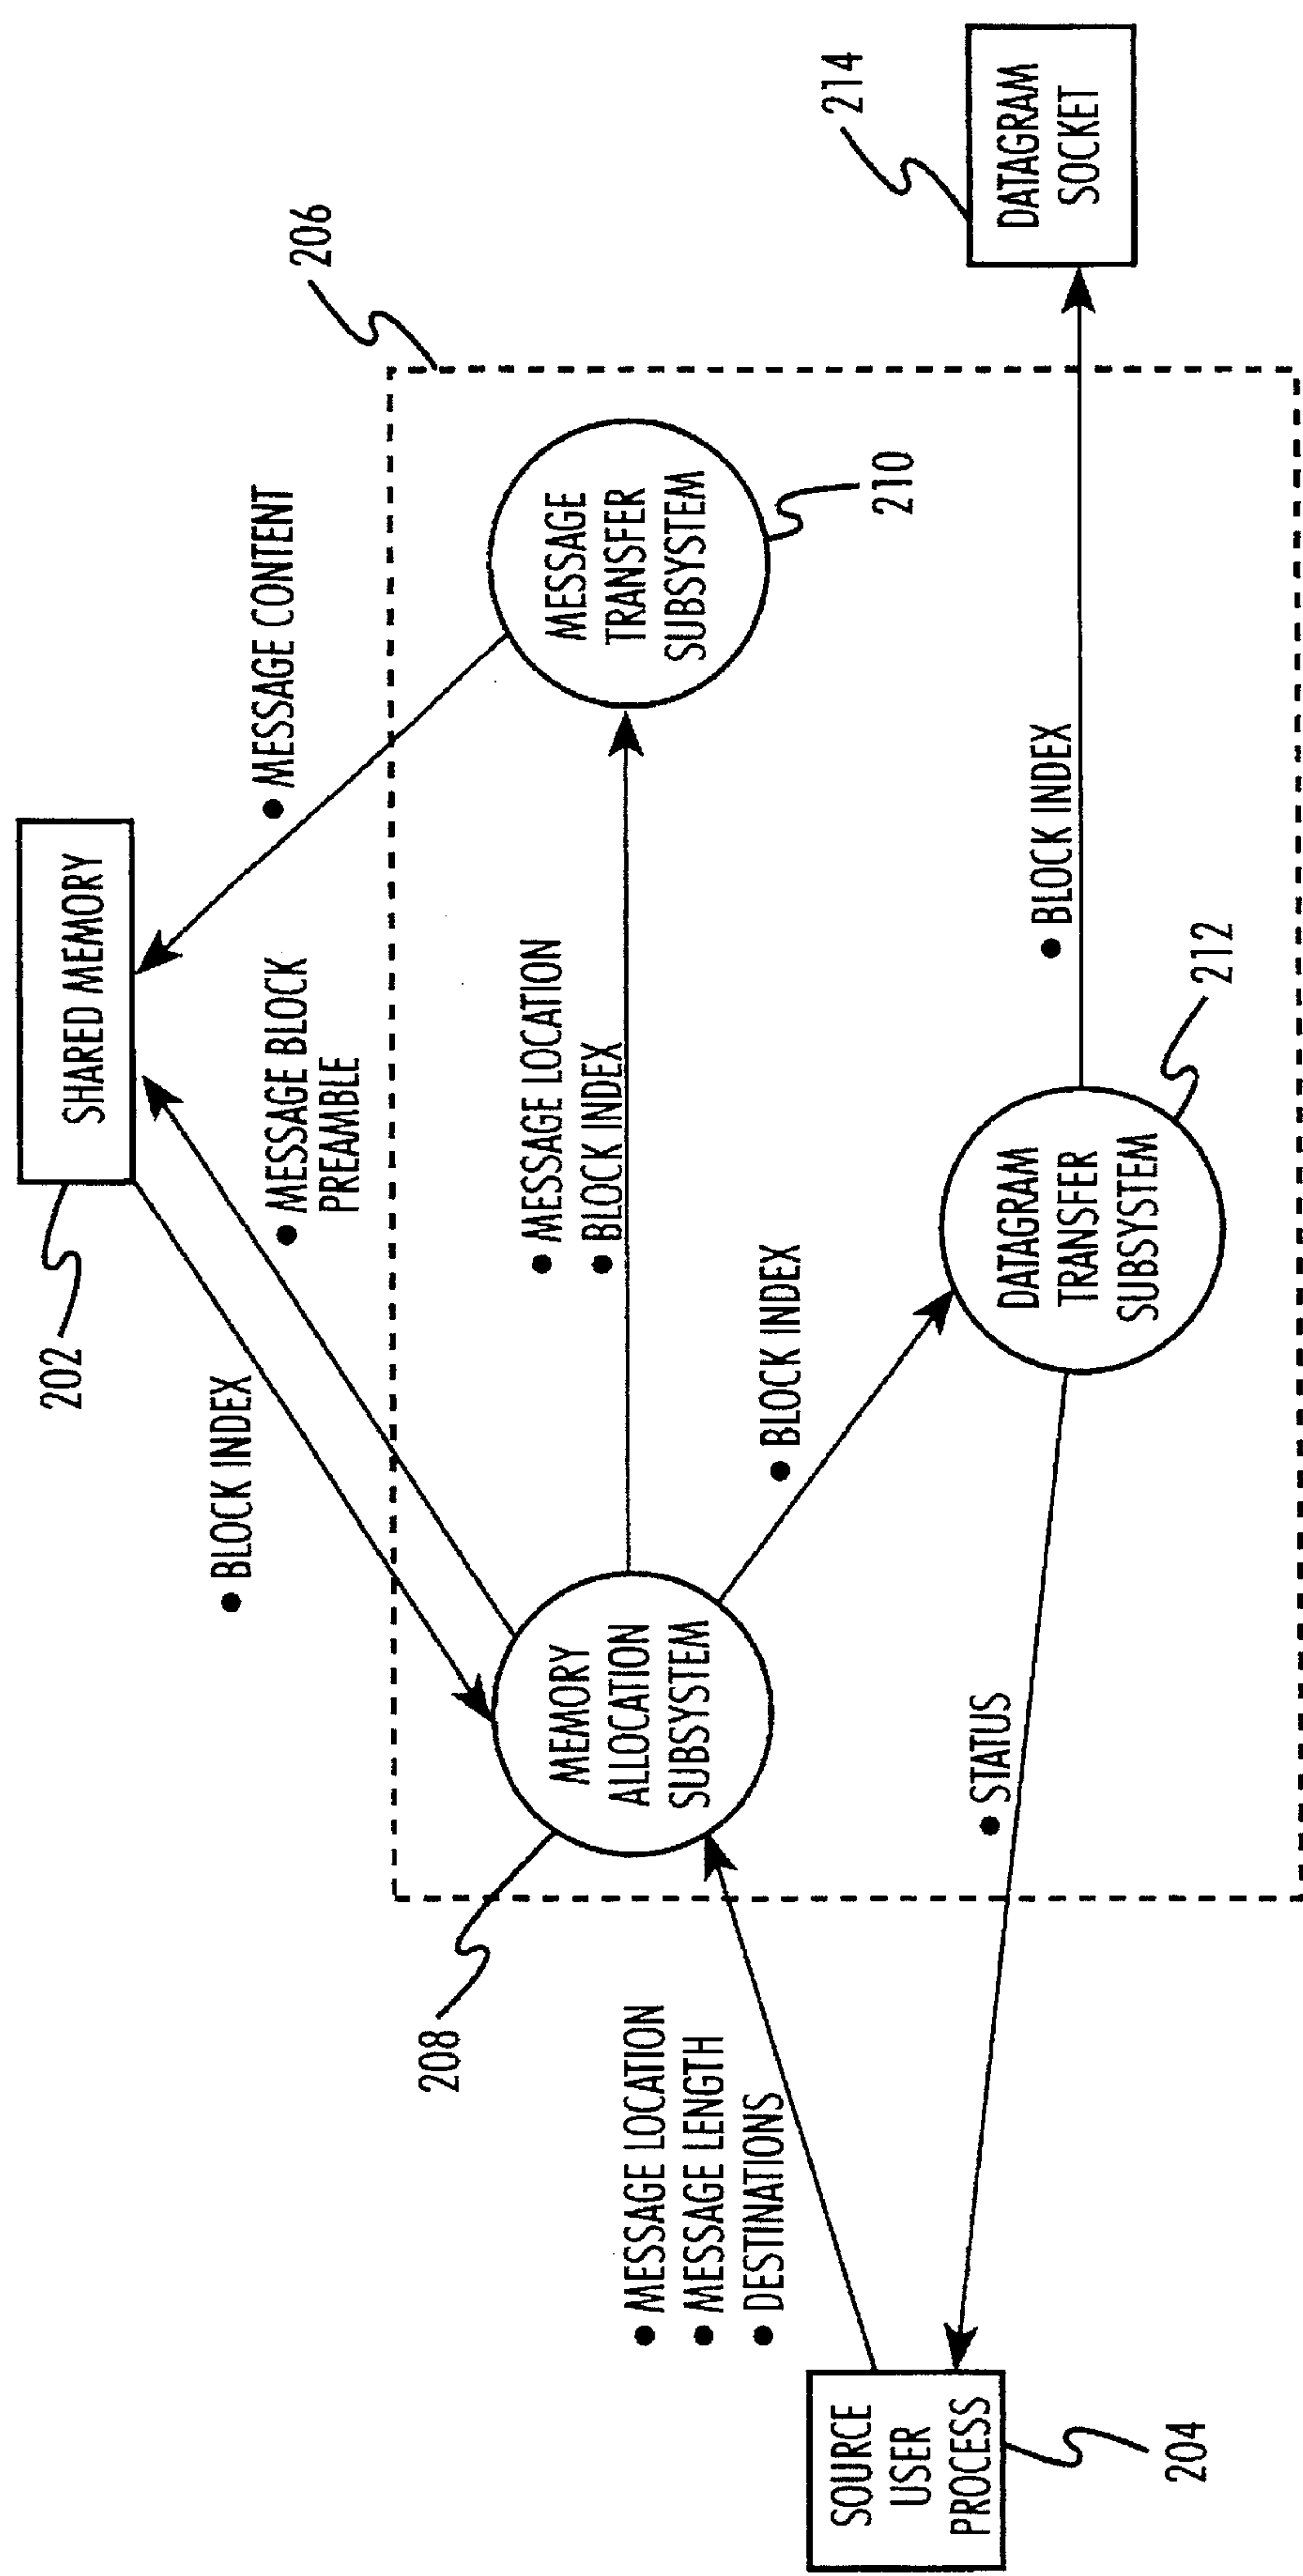 SHARED MEMORY
202
206
214
DATAGRAM
SOCKET
• BLOCK INDEX
• MESSAGE BLOCK
PREAMBLE
• MESSAGE CONTENT
208
MEMORY
ALLOCATION
SUBSYSTEM
• MESSAGE LOCATION
• BLOCK INDEX
MESSAGE
TRANSFER
SUBSYSTEM
210
• MESSAGE LOCATION
• MESSAGE LENGTH
• DESTINATIONS
• BLOCK INDEX
SOURCE
USER
PROCESS
204
• STATUS
DATAGRAM
TRANSFER
SUBSYSTEM
212
• BLOCK INDEX